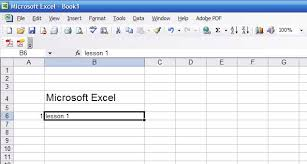 Microsoft Excel - Book1
File Edit View Insert Format Tools Data Window Help Adobe PDF
B6 fx lesson 1
A B C D E
1
2
3
4 Microsoft Excel
5
6 1 lesson 1
7
8
9
10